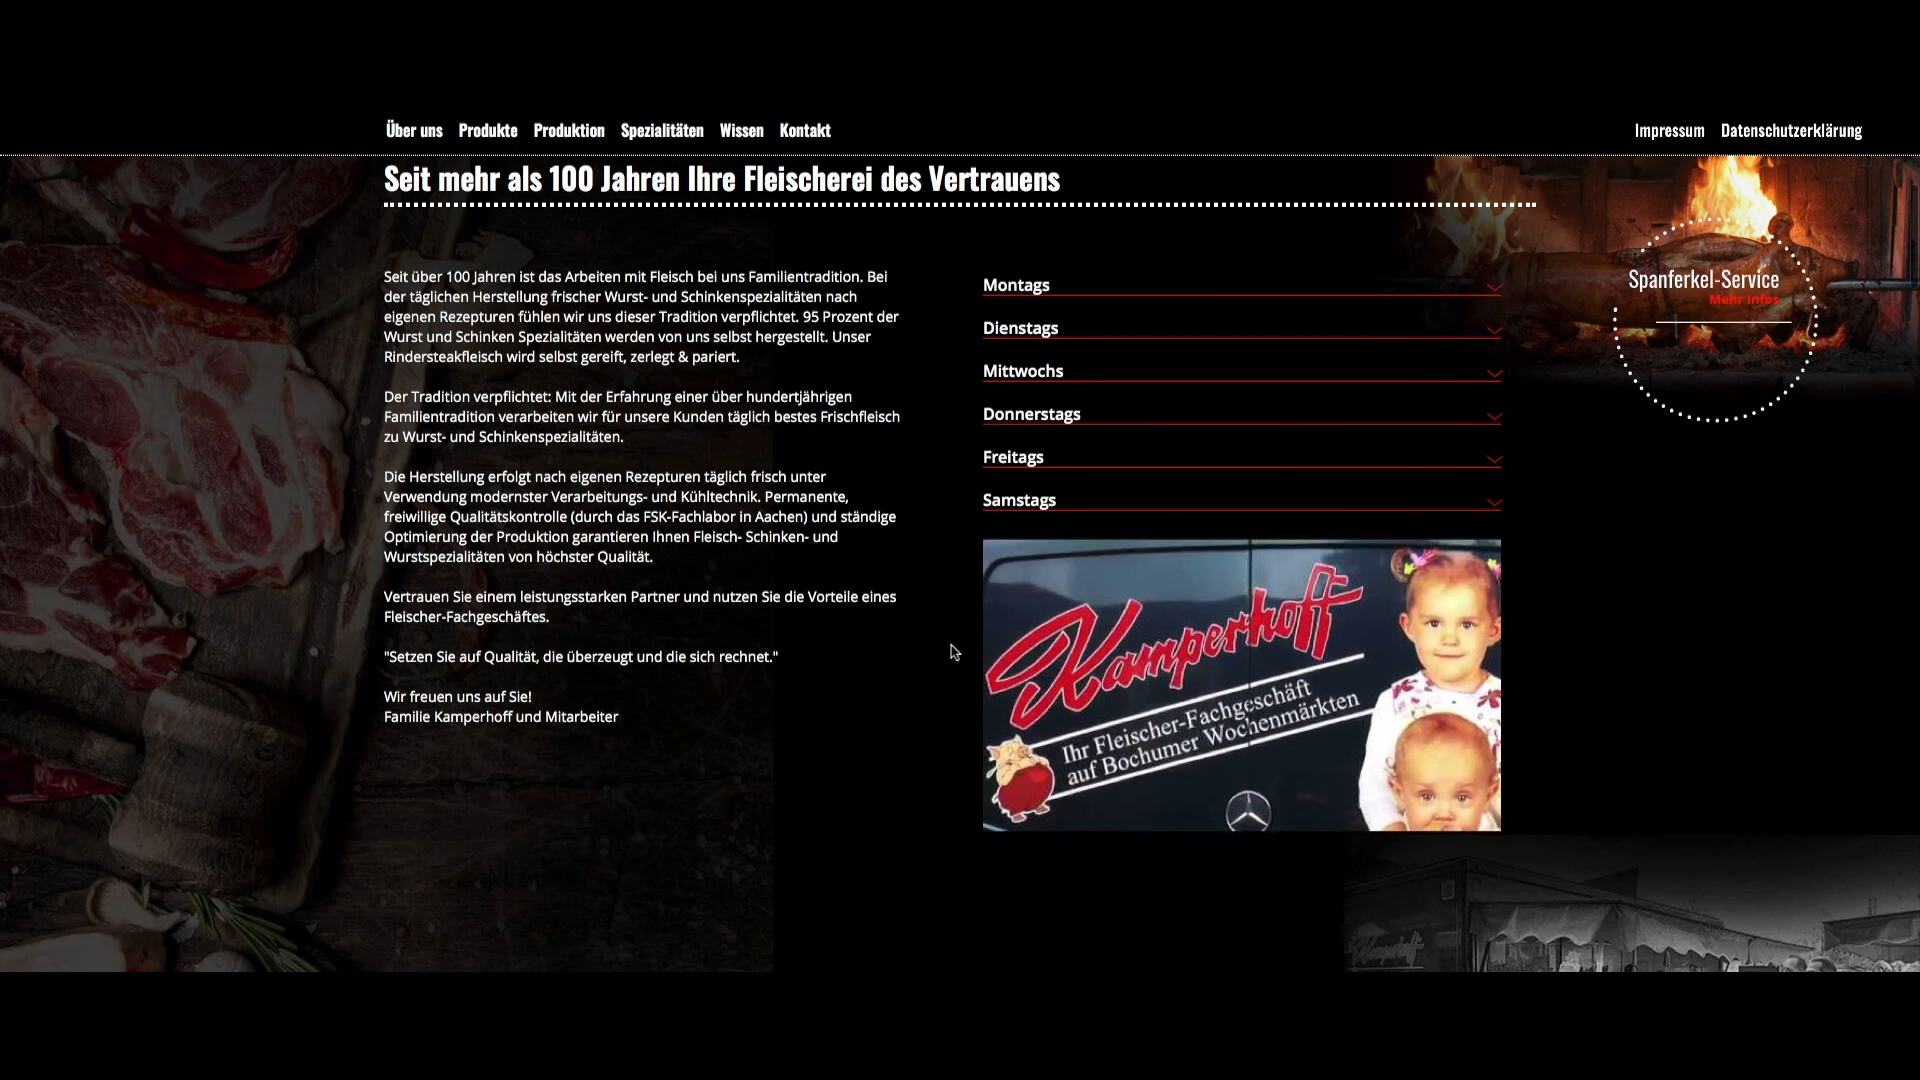 Über uns Produkte Produktion Spezialitäten Wissen Kontakt Impressum Datenschutzerklärung
Seit mehr als 100 Jahren Ihre Fleischerei des Vertrauens
Seit über 100 Jahren ist das Arbeiten mit Fleisch bei uns Familientradition. Bei
der täglichen Herstellung frischer Wurst- und Schinkenspezialitäten nach
eigenen Rezepturen fühlen wir uns dieser Tradition verpflichtet. 95 Prozent der
Wurst und Schinken Spezialitäten werden von uns selbst hergestellt. Unser
Rindersteakfleisch wird selbst gereift, zerlegt & pariert.
Der Tradition verpflichtet: Mit der Erfahrung einer über hundertjährigen
Familientradition verarbeiten wir für unsere Kunden täglich bestes Frischfleisch
zu Wurst- und Schinkenspezialitäten.
Die Herstellung erfolgt nach eigenen Rezepturen täglich frisch unter
Verwendung modernster Verarbeitungs- und Kühltechnik. Permanente,
freiwillige Qualitätskontrolle (durch das FSK-Fachlabor in Aachen) und ständige
Optimierung der Produktion garantieren Ihnen Fleisch- Schinken- und
Wurstspezialitäten von höchster Qualität.
Vertrauen Sie einem leistungsstarken Partner und nutzen Sie die Vorteile eines
Fleischer-Fachgeschäftes.
"Setzen Sie auf Qualität, die überzeugt und die sich rechnet."
Wir freuen uns auf Sie!
Familie Kamperhoff und Mitarbeiter
Montags
Dienstags
Mittwochs
Donnerstags
Freitags
Samstags
Kamperhoff
Ihr Fleischer-Fachgeschäft
auf Bochumer Wochenmärkten
Spanferkel-Service
Mehr Infos
Kamperhoff